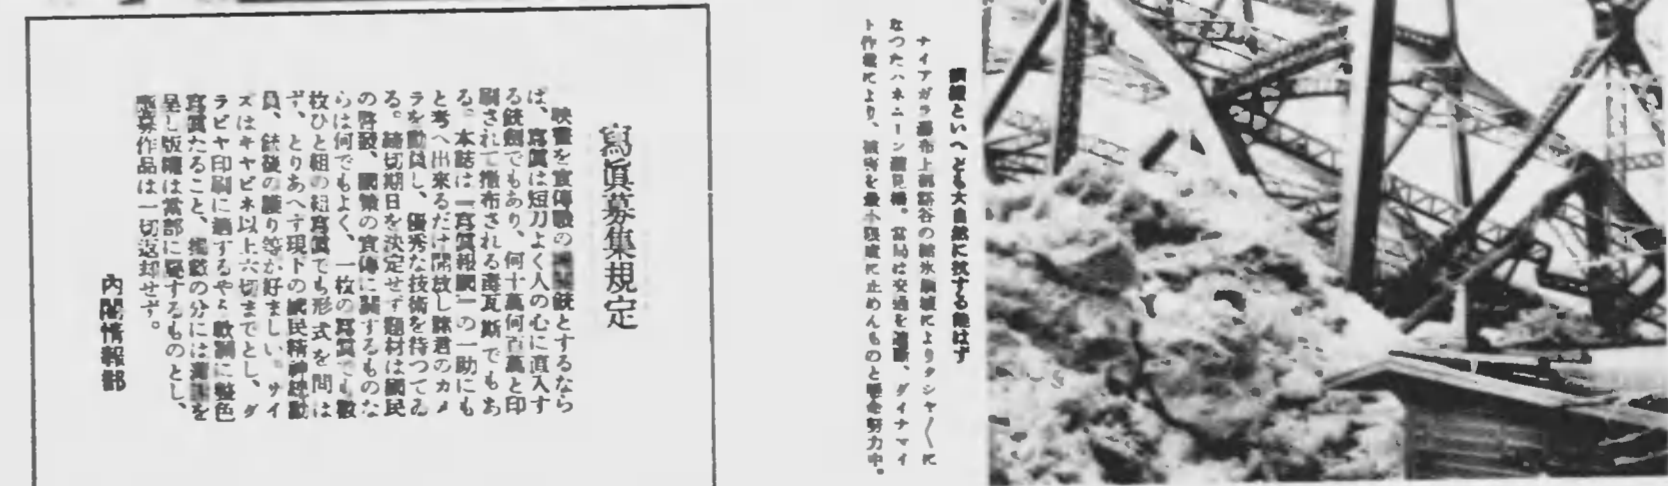 鋼鐵といへども大自然に抗する能はず
ナイアガラ瀑布上流谿谷の結氷崩壊によりクシャ〱に
なつたハネムーン瀧見橋。當局は交通を遮斷、ダイナマイ
ト作業により、被害を最小限度に止めんものと懸命努力中。
寫眞募集規定
映畫を宣傳戰の銃とするなら
ば、寫眞は短刀よく人の心に直入す
る銃劍でもあり、何十萬何百萬と印
刷されて撒布される毒瓦斯でもあ
る。本誌は「寫眞報國」の一助にも
と考へ出來るだけ開放し諸君のカメ
ラを動員し、優秀な技術を待つてゐ
る。締切期日を決定せず題材は國民
の啓發、國策の宣傳に關するものな
らば何でもよく、一枚の寫眞でも數
枚ひと組の組寫眞でも形式を問は
ず、とりあへず現下の國民精神總動
員、銃後の護り等が好ましい。サイ
ズはキヤビネ以上六切までとし、グ
ラビヤ印刷に適するやゝ軟調に整色
寫眞たること、掲載の分には薄謝を
呈し版權は當部に屬するものとし、
應募作品は一切返却せず。
內閣情報部